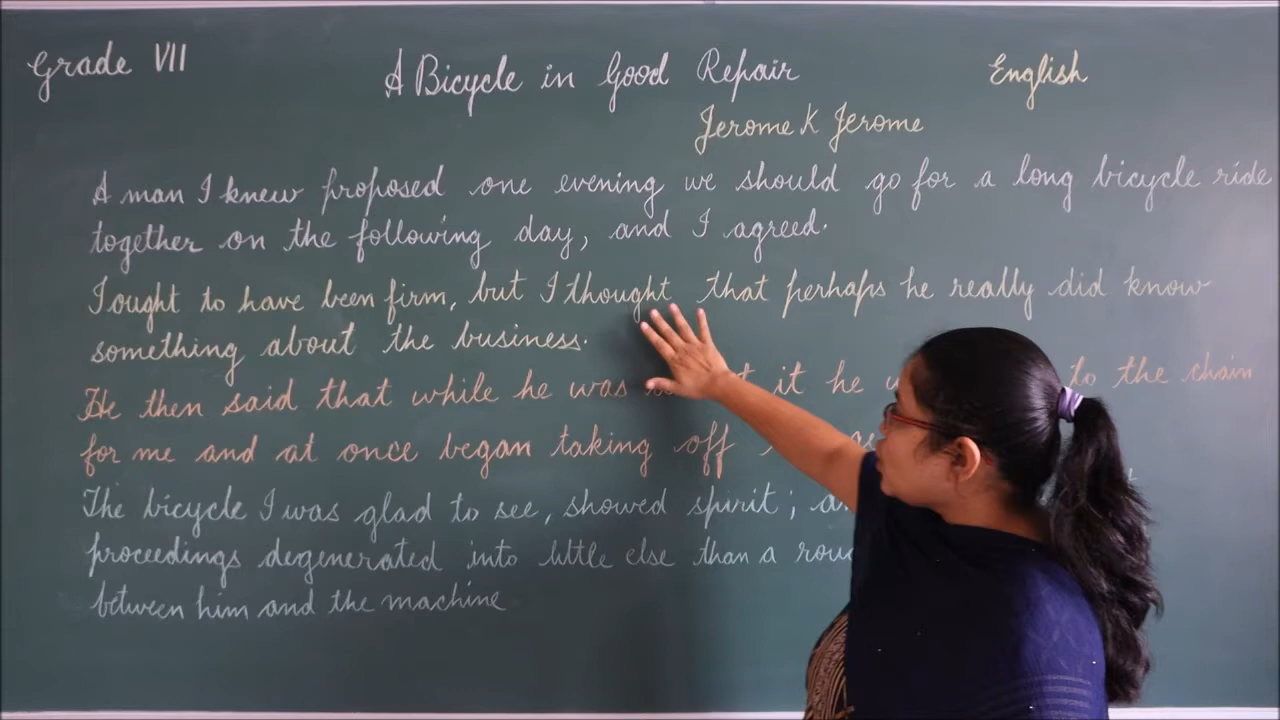 Grade VII
A Bicycle in Good Repair
English
Jerome K Jerome
A man I knew proposed one evening we should go for a long bicycle ride
together on the following day, and I agreed.
I ought to have been firm, but I thought that perhaps he really did know
something about the business.
He then said that while he was it he to the chain
for me and at once began taking off
The bicycle I was glad to see, showed spirit;
proceedings degenerated into little else than a
between him and the machine